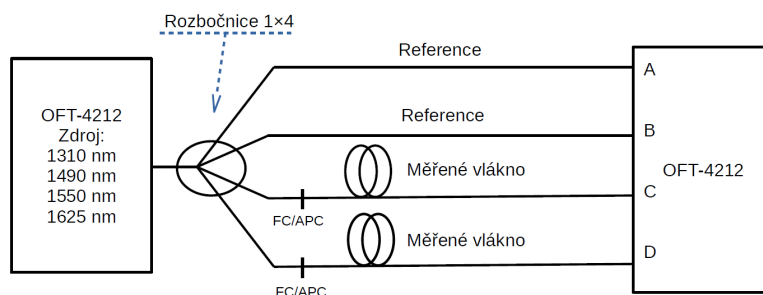 Rozbočnice 1×4
OFT-4212
Zdroj:
1310 nm
1490 nm
1550 nm
1625 nm
Reference
Reference
Měřené vlákno
FC/APC
Měřené vlákno
FC/APC
A
B
OFT-4212
C
D